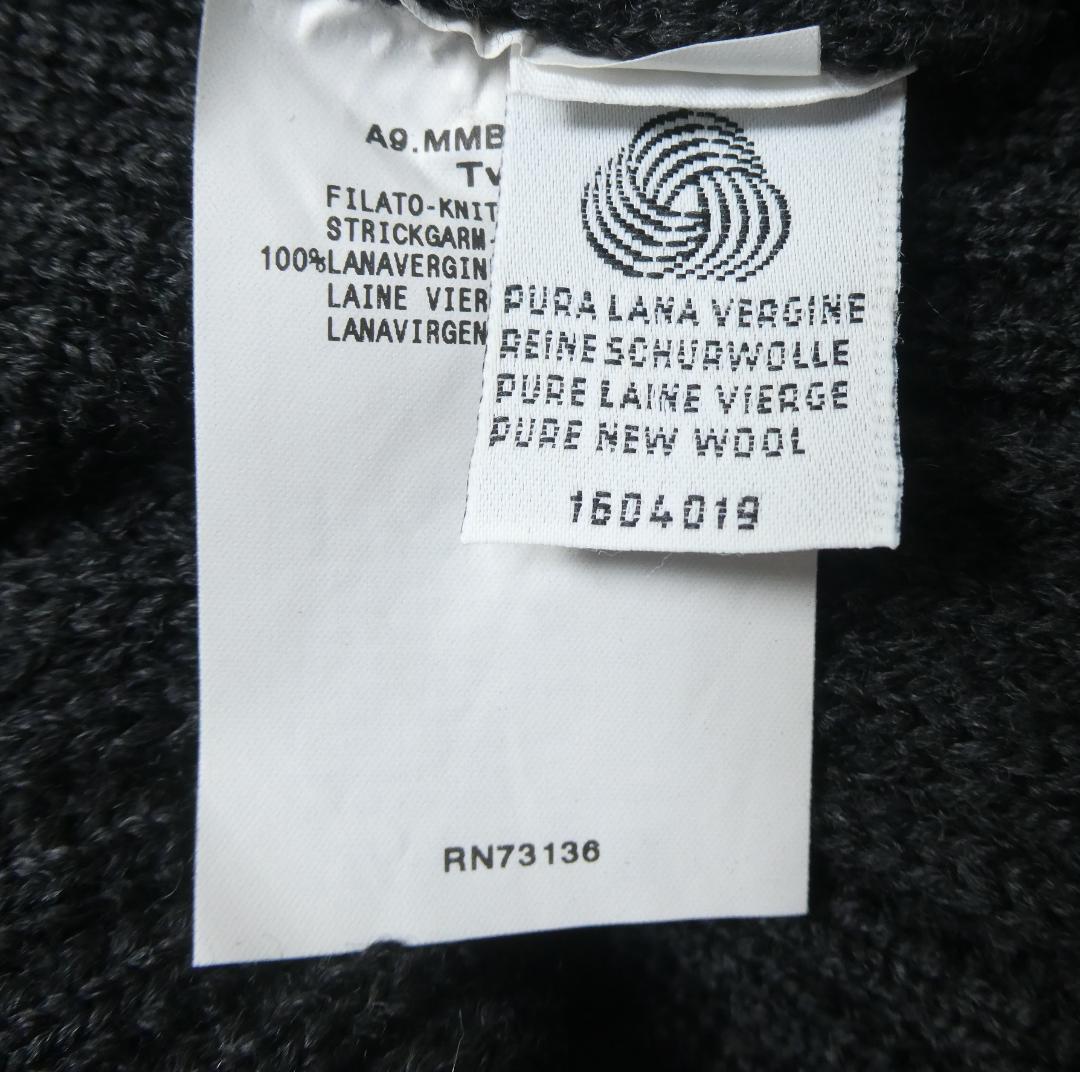 A9.MMB
Tv
FILATO-KNIT
STRICKGARM-
100%LANAVERGIN
LAINE VIER
LANAVIRGEN
PURA LANA VERGINE
REINE SCHURWOLLE
PURE LAINE VIERGE
PURE NEW WOOL
1604019
RN73136